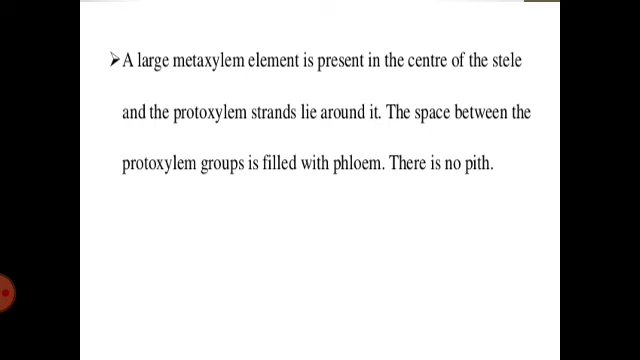 ➢A large metaxylem element is present in the centre of the stele
and the protoxylem strands lie around it. The space between the
protoxylem groups is filled with phloem. There is no pith.